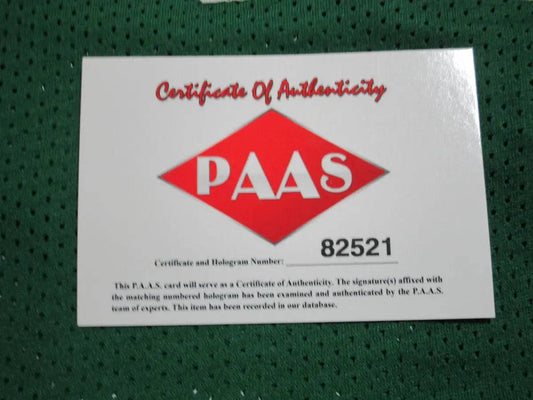 Certificate Of Authenticity
PAAS
Certificate and Hologram Number: 82521
This P.A.A.S. card will serve as a Certificate of Authenticity. The signature(s) affixed with
the matching numbered hologram has been examined and authenticated by the P.A.A.S.
team of experts. This item has been recorded in our database.